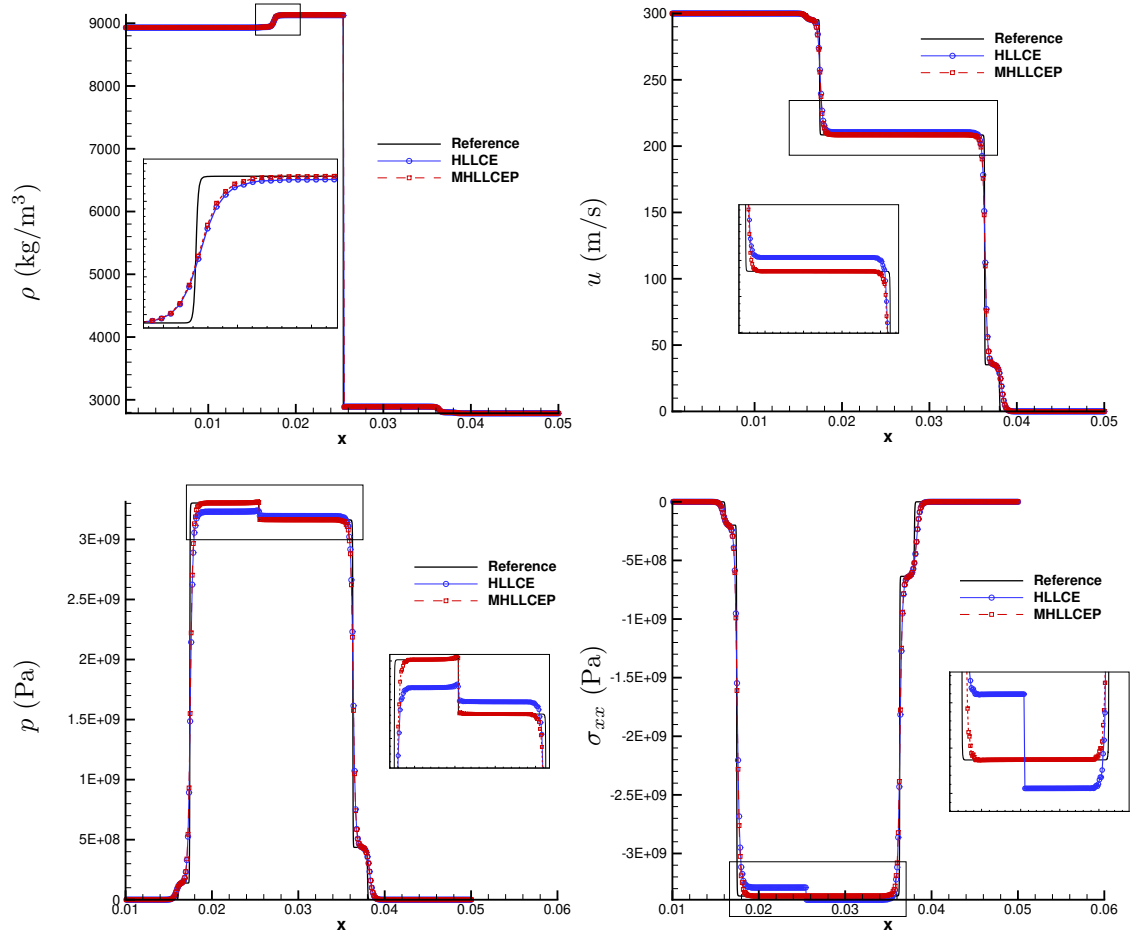 ρ (kg/m³)
9000
8000
7000
6000
5000
4000
3000
0.01
0.02
0.03
0.04
0.05
x
Reference
HLLCE
MHLLCEP
u (m/s)
300
250
200
150
100
50
0
0.01
0.02
0.03
0.04
0.05
x
Reference
HLLCE
MHLLCEP
p (Pa)
3E+09
2.5E+09
2E+09
1.5E+09
1E+09
5E+08
0
0.01
0.02
0.03
0.04
0.05
0.06
x
Reference
HLLCE
MHLLCEP
σxx (Pa)
0
-5E+08
-1E+09
-1.5E+09
-2E+09
-2.5E+09
-3E+09
0.01
0.02
0.03
0.04
0.05
0.06
x
Reference
HLLCE
MHLLCEP